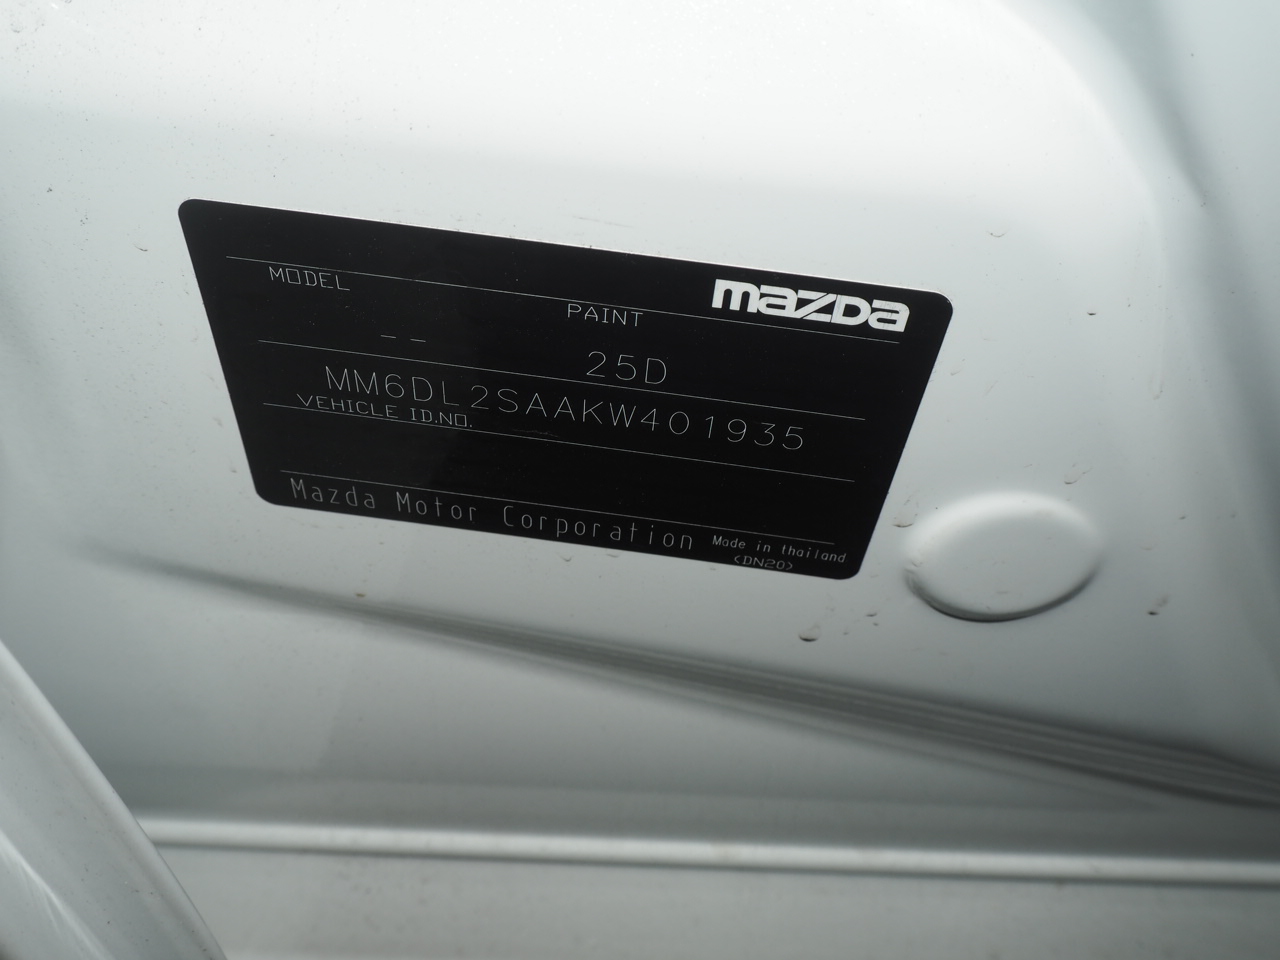 mazda
MODEL
PAINT
-- 25D
MM6DL2SAAKW401935
VEHICLE ID.NO.
Mazda Motor Corporation
Made in thailand
<DN20>